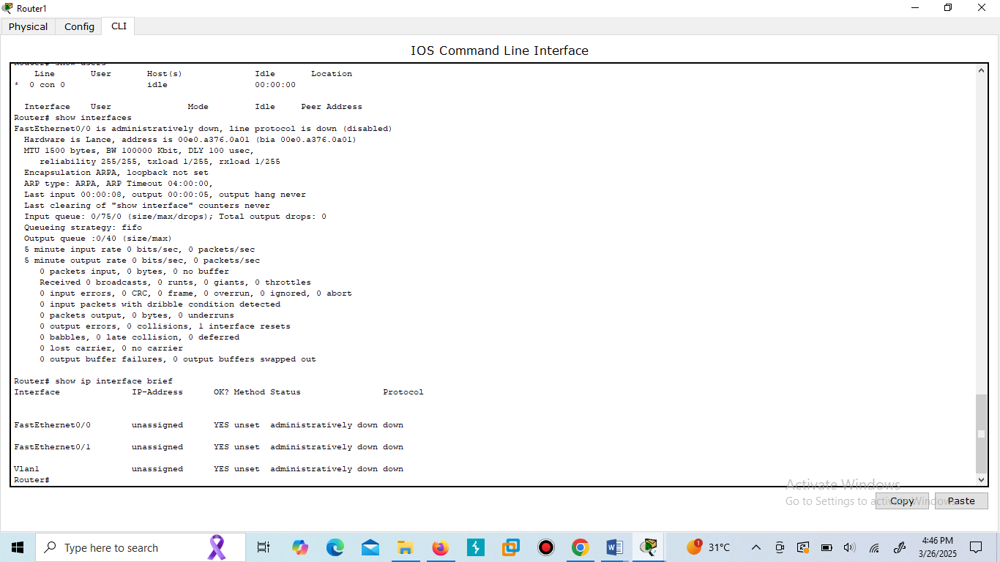 Router1
Physical Config CLI
IOS Command Line Interface
Router# show users
Line User Host(s) Idle Location
* 0 con 0 idle 00:00:00
Interface User Mode Idle Peer Address
Router# show interfaces
FastEthernet0/0 is administratively down, line protocol is down (disabled)
Hardware is Lance, address is 00e0.a376.0a01 (bia 00e0.a376.0a01)
MTU 1500 bytes, BW 100000 Kbit, DLY 100 usec,
reliability 255/255, txload 1/255, rxload 1/255
Encapsulation ARPA, loopback not set
ARP type: ARPA, ARP Timeout 04:00:00,
Last input 00:00:08, output 00:00:05, output hang never
Last clearing of "show interface" counters never
Input queue: 0/75/0 (size/max/drops); Total output drops: 0
Queueing strategy: fifo
Output queue :0/40 (size/max)
5 minute input rate 0 bits/sec, 0 packets/sec
5 minute output rate 0 bits/sec, 0 packets/sec
0 packets input, 0 bytes, 0 no buffer
Received 0 broadcasts, 0 runts, 0 giants, 0 throttles
0 input errors, 0 CRC, 0 frame, 0 overrun, 0 ignored, 0 abort
0 input packets with dribble condition detected
0 packets output, 0 bytes, 0 underruns
0 output errors, 0 collisions, 1 interface resets
0 babbles, 0 late collision, 0 deferred
0 lost carrier, 0 no carrier
0 output buffer failures, 0 output buffers swapped out
Router# show ip interface brief
Interface IP-Address OK? Method Status Protocol
FastEthernet0/0 unassigned YES unset administratively down down
FastEthernet0/1 unassigned YES unset administratively down down
Vlan1 unassigned YES unset administratively down down
Router#
Activate Windows
Go to Settings to activate Windows.
Copy Paste
Type here to search
1
31°C
4:46 PM
3/26/2025